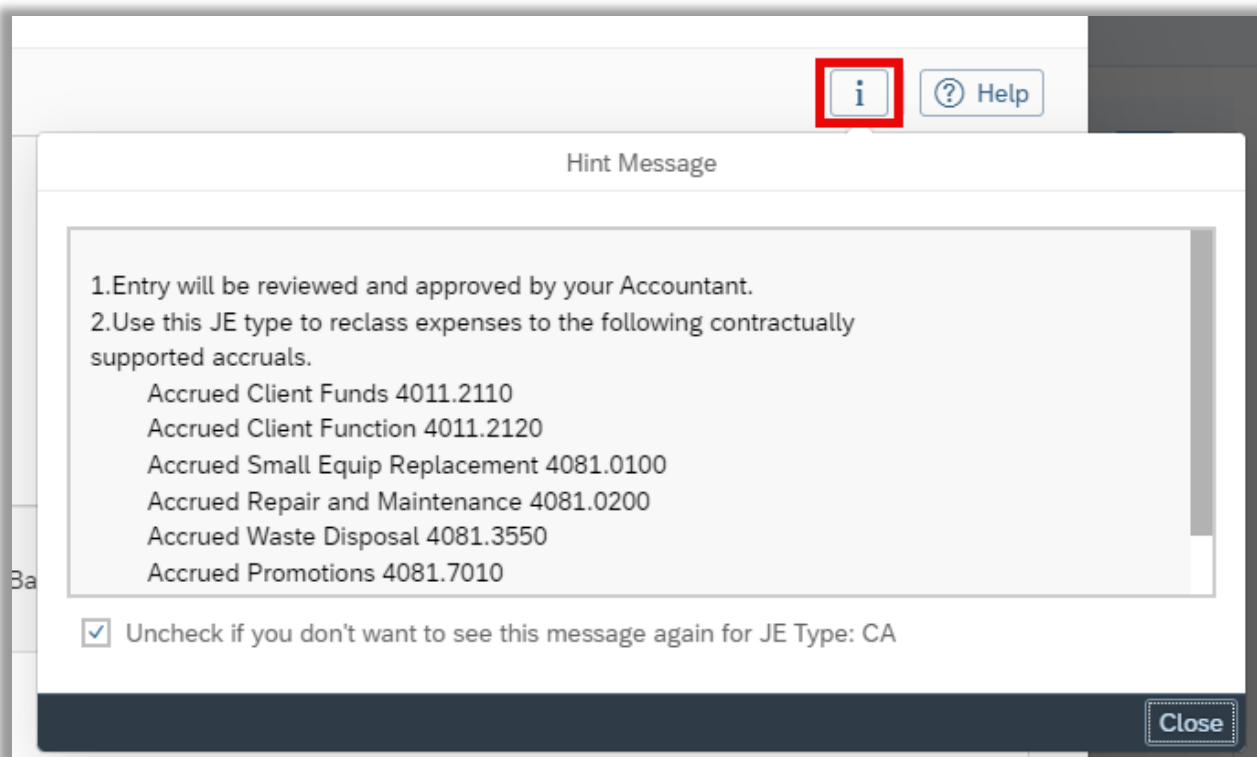 i
Help
Hint Message
1.Entry will be reviewed and approved by your Accountant.
2.Use this JE type to reclass expenses to the following contractually
supported accruals.
Accrued Client Funds 4011.2110
Accrued Client Function 4011.2120
Accrued Small Equip Replacement 4081.0100
Accrued Repair and Maintenance 4081.0200
Accrued Waste Disposal 4081.3550
Accrued Promotions 4081.7010
Ba
Uncheck if you don't want to see this message again for JE Type: CA
Close